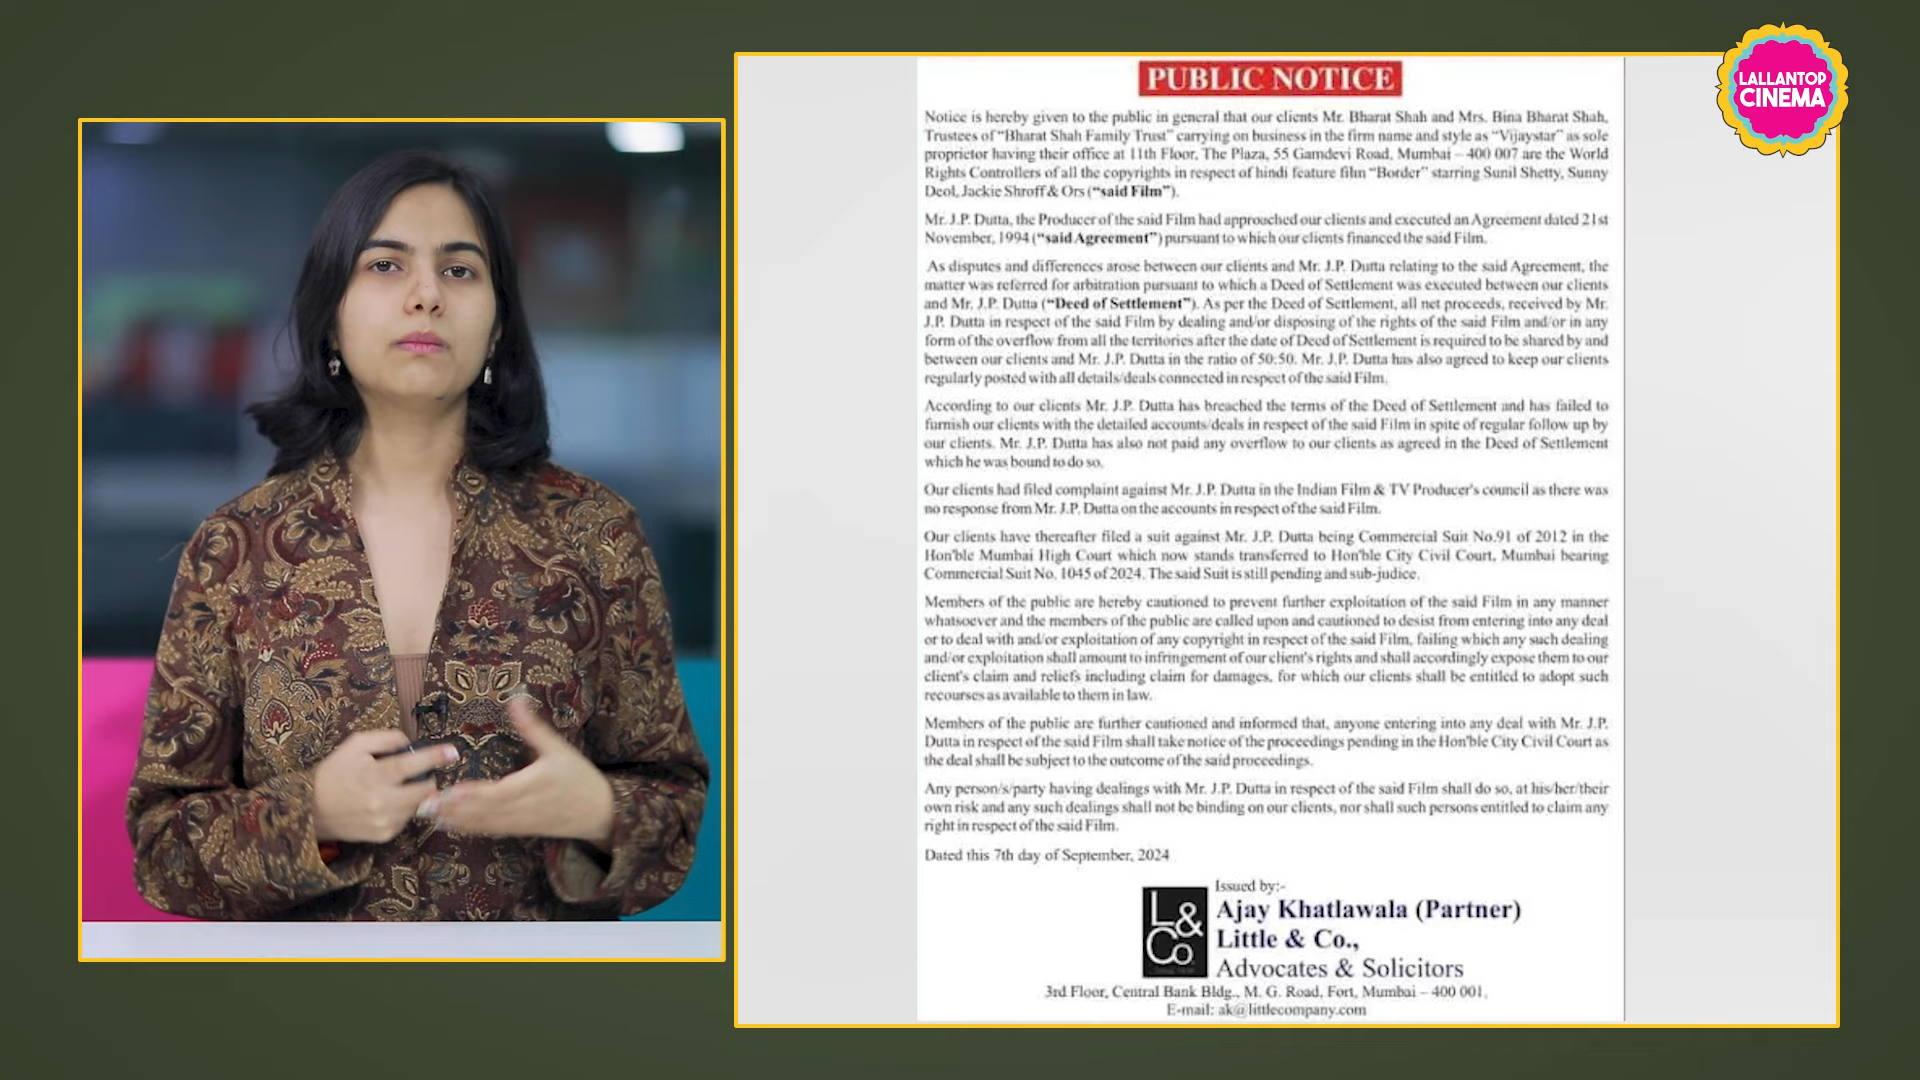 LALLANTOP
CINEMA
PUBLIC NOTICE
Notice is hereby given to the public in general that our clients Mr. Bharat Shah and Mrs. Bina Bharat Shah,
Trustees of “Bharat Shah Family Trust” carrying on business in the firm name and style as “Vijaystar” as sole
proprietor having their office at 11th Floor, The Plaza, 55 Gamdevi Road, Mumbai – 400 007 are the World
Rights Controllers of all the copyrights in respect of hindi feature film “Border” starring Sunil Shetty, Sunny
Deol, Jackie Shroff & Ors (“said Film”).
Mr. J.P. Dutta, the Producer of the said Film had approached our clients and executed an Agreement dated 21st
November, 1994 (“said Agreement”) pursuant to which our clients financed the said Film.
As disputes and differences arose between our clients and Mr. J.P. Dutta relating to the said Agreement, the
matter was referred for arbitration pursuant to which a Deed of Settlement was executed between our clients
and Mr. J.P. Dutta (“Deed of Settlement”). As per the Deed of Settlement, all net proceeds, received by Mr.
J.P. Dutta in respect of the said Film by dealing and/or disposing of the rights of the said Film and/or in any
form of the overflow from all the territories after the date of Deed of Settlement is required to be shared by and
between our clients and Mr. J.P. Dutta in the ratio of 50:50. Mr. J.P. Dutta has also agreed to keep our clients
regularly posted with all details/deals connected in respect of the said Film.
According to our clients Mr. J.P. Dutta has breached the terms of the Deed of Settlement and has failed to
furnish our clients with the detailed accounts/deals in respect of the said Film in spite of regular follow up by
our clients. Mr. J.P. Dutta has also not paid any overflow to our clients as agreed in the Deed of Settlement
which he was bound to do so.
Our clients had filed complaint against Mr. J.P. Dutta in the Indian Film & TV Producer's council as there was
no response from Mr. J.P. Dutta on the accounts in respect of the said Film.
Our clients have thereafter filed a suit against Mr. J.P. Dutta being Commercial Suit No.91 of 2012 in the
Hon'ble Mumbai High Court which now stands transferred to Hon'ble City Civil Court, Mumbai bearing
Commercial Suit No. 1045 of 2024. The said Suit is still pending and sub-judice.
Members of the public are hereby cautioned to prevent further exploitation of the said Film in any manner
whatsoever and the members of the public are called upon and cautioned to desist from entering into any deal
or to deal with and/or exploitation of any copyright in respect of the said Film, failing which any such dealing
and/or exploitation shall amount to infringement of our client's rights and shall accordingly expose them to our
client's claim and reliefs including claim for damages, for which our clients shall be entitled to adopt such
recourses as available to them in law.
Members of the public are further cautioned and informed that, anyone entering into any deal with Mr. J.P.
Dutta in respect of the said Film shall take notice of the proceedings pending in the Hon'ble City Civil Court as
the deal shall be subject to the outcome of the said proceedings.
Any person/s/party having dealings with Mr. J.P. Dutta in respect of the said Film shall do so, at his/her/their
own risk and any such dealings shall not be binding on our clients, nor shall such persons entitled to claim any
right in respect of the said Film.
Dated this 7th day of September, 2024
Issued by:-
L&
Co
Ajay Khatlawala (Partner)
Little & Co.,
Advocates & Solicitors
3rd Floor, Central Bank Bldg., M. G. Road, Fort, Mumbai – 400 001.
E-mail: ak@littlecompany.com